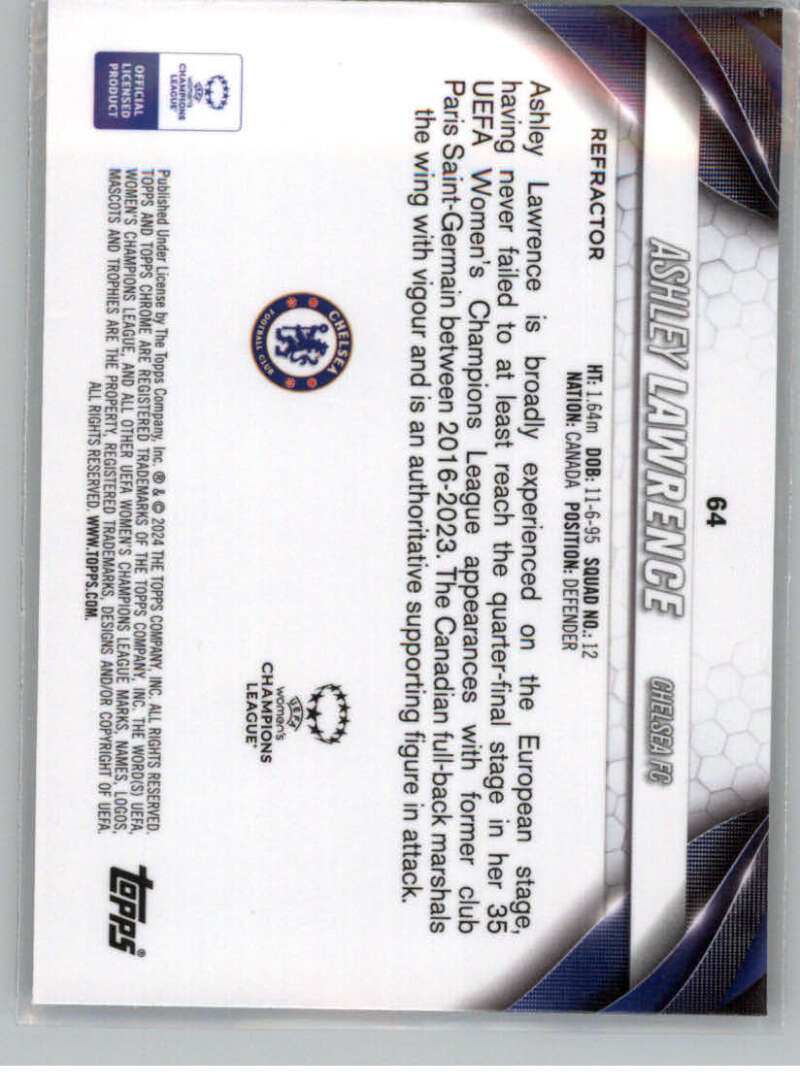 64
ASHLEY LAWRENCE CHELSEA FC
REFRACTOR
HT: 1.64m DOB: 11-6-95 SQUAD NO.: 12
NATION: CANADA POSITION: DEFENDER
Ashley Lawrence is broadly experienced on the European stage,
having never failed to at least reach the quarter-final stage in her 35
UEFA Women's Champions League appearances with former club
Paris Saint-Germain between 2016-2023. The Canadian full-back marshals
the wing with vigour and is an authoritative supporting figure in attack.
CHELSEA
FOOTBALL CLUB
UEFA
women's
CHAMPIONS
LEAGUE®
UEFA
women's
CHAMPIONS
LEAGUE
OFFICIAL
LICENSED
PRODUCT
Published Under License by The Topps Company, Inc. ® & © 2024 THE TOPPS COMPANY, INC. ALL RIGHTS RESERVED.
TOPPS AND TOPPS CHROME ARE REGISTERED TRADEMARKS OF THE TOPPS COMPANY, INC. THE WORD(S) UEFA,
WOMEN'S CHAMPIONS LEAGUE, AND ALL OTHER UEFA WOMEN'S CHAMPIONS LEAGUE MARKS, NAMES, LOGOS,
MASCOTS AND TROPHIES ARE THE PROPERTY, REGISTERED TRADEMARKS, DESIGNS AND/OR COPYRIGHT OF UEFA.
ALL RIGHTS RESERVED. WWW.TOPPS.COM.
topps®